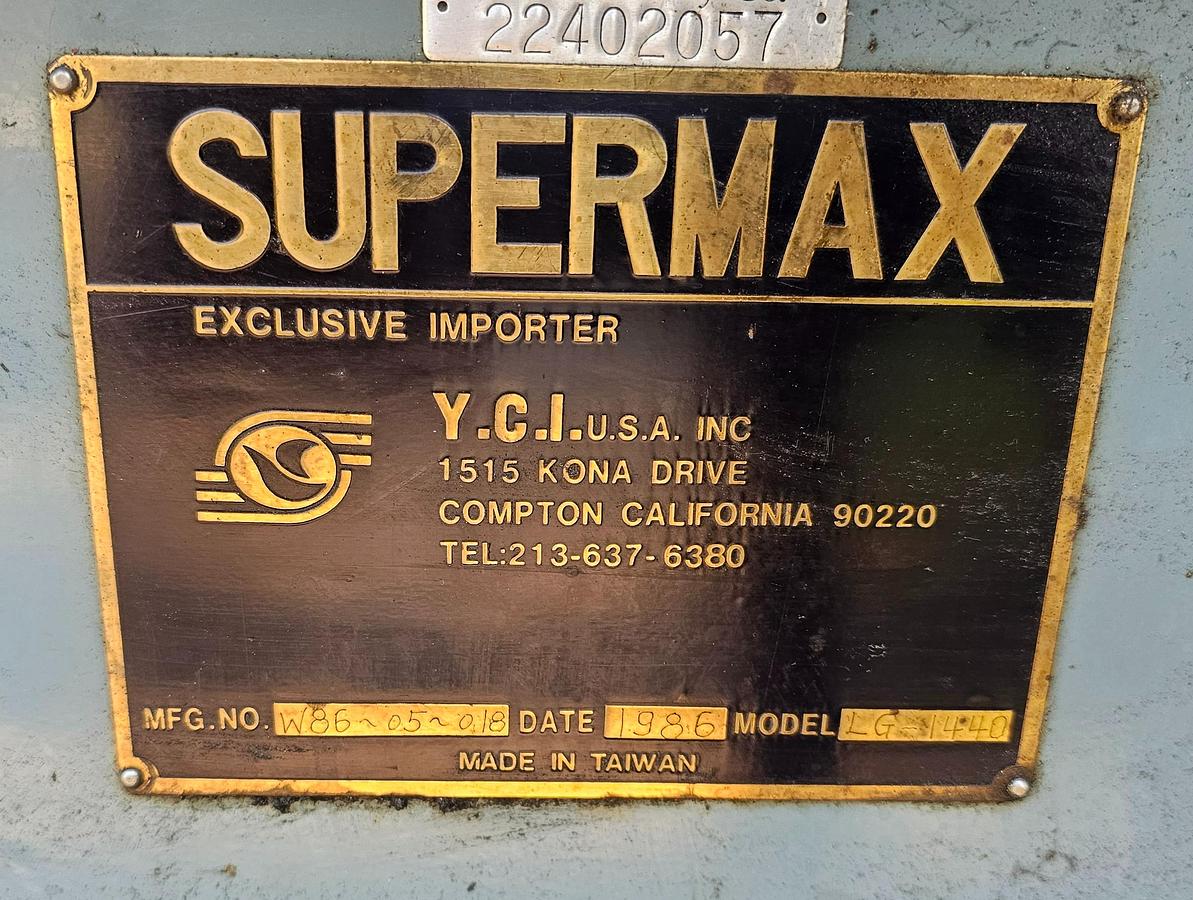 22402057
SUPERMAX
EXCLUSIVE IMPORTER
Y.C.I.U.S.A. INC
1515 KONA DRIVE
COMPTON CALIFORNIA 90220
TEL:213-637-6380
MFG.NO. W86~05~018 DATE 1986 MODEL LG-1440
MADE IN TAIWAN